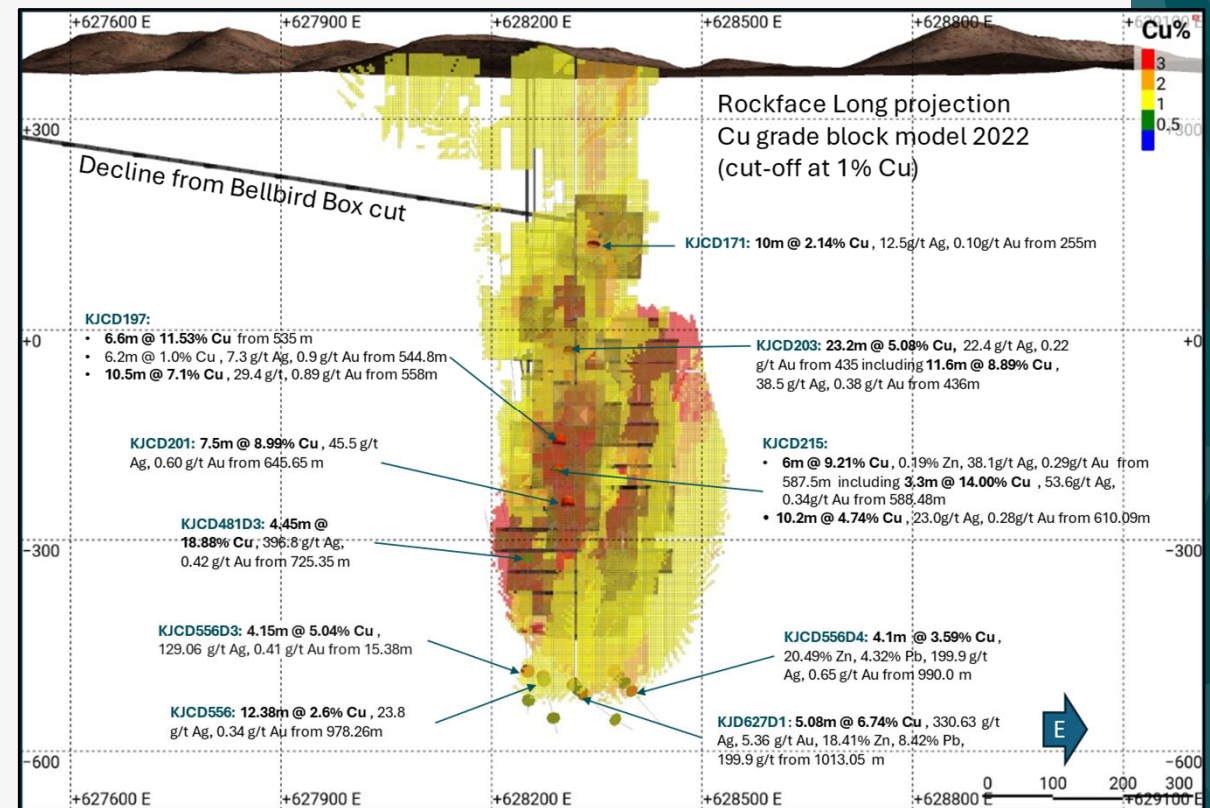 +627600 E +627900 E +628200 E +628500 E +628800 E +629100 E
Cu%
3
2
1
0.5
+300
+300
Rockface Long projection
Cu grade block model 2022
(cut-off at 1% Cu)
Decline from Bellbird Box cut
KJCD171: 10m @ 2.14% Cu , 12.5g/t Ag, 0.10g/t Au from 255m
KJCD197:
• 6.6m @ 11.53% Cu from 535 m
• 6.2m @ 1.0% Cu , 7.3 g/t Ag, 0.9 g/t Au from 544.8m
• 10.5m @ 7.1% Cu , 29.4 g/t, 0.89 g/t Au from 558m
+0
+0
KJCD203: 23.2m @ 5.08% Cu, 22.4 g/t Ag, 0.22
g/t Au from 435 including 11.6m @ 8.89% Cu ,
38.5 g/t Ag, 0.38 g/t Au from 436m
KJCD201: 7.5m @ 8.99% Cu , 45.5 g/t
Ag, 0.60 g/t Au from 645.65 m
KJCD215:
• 6m @ 9.21% Cu , 0.19% Zn, 38.1g/t Ag, 0.29g/t Au from
587.5m including 3.3m @ 14.00% Cu , 53.6g/t Ag,
0.34g/t Au from 588.48m
• 10.2m @ 4.74% Cu , 23.0g/t Ag, 0.28g/t Au from 610.09m
KJCD481D3: 4.45m @
18.88% Cu , 396.8 g/t Ag,
0.42 g/t Au from 725.35 m
-300
-300
KJCD556D3: 4.15m @ 5.04% Cu ,
129.06 g/t Ag, 0.41 g/t Au from 15.38m
KJCD556D4: 4.1m @ 3.59% Cu ,
20.49% Zn, 4.32% Pb, 199.9 g/t
Ag, 0.65 g/t Au from 990.0 m
KJCD556: 12.38m @ 2.6% Cu , 23.8
g/t Ag, 0.34 g/t Au from 978.26m
KJD627D1: 5.08m @ 6.74% Cu , 330.63 g/t
Ag, 5.36 g/t Au, 18.41% Zn, 8.42% Pb,
199.9 g/t from 1013.05 m
E
-600
-600
0 100 200 300
+627600 E +627900 E +628200 E +628500 E +628800 E +629100 E